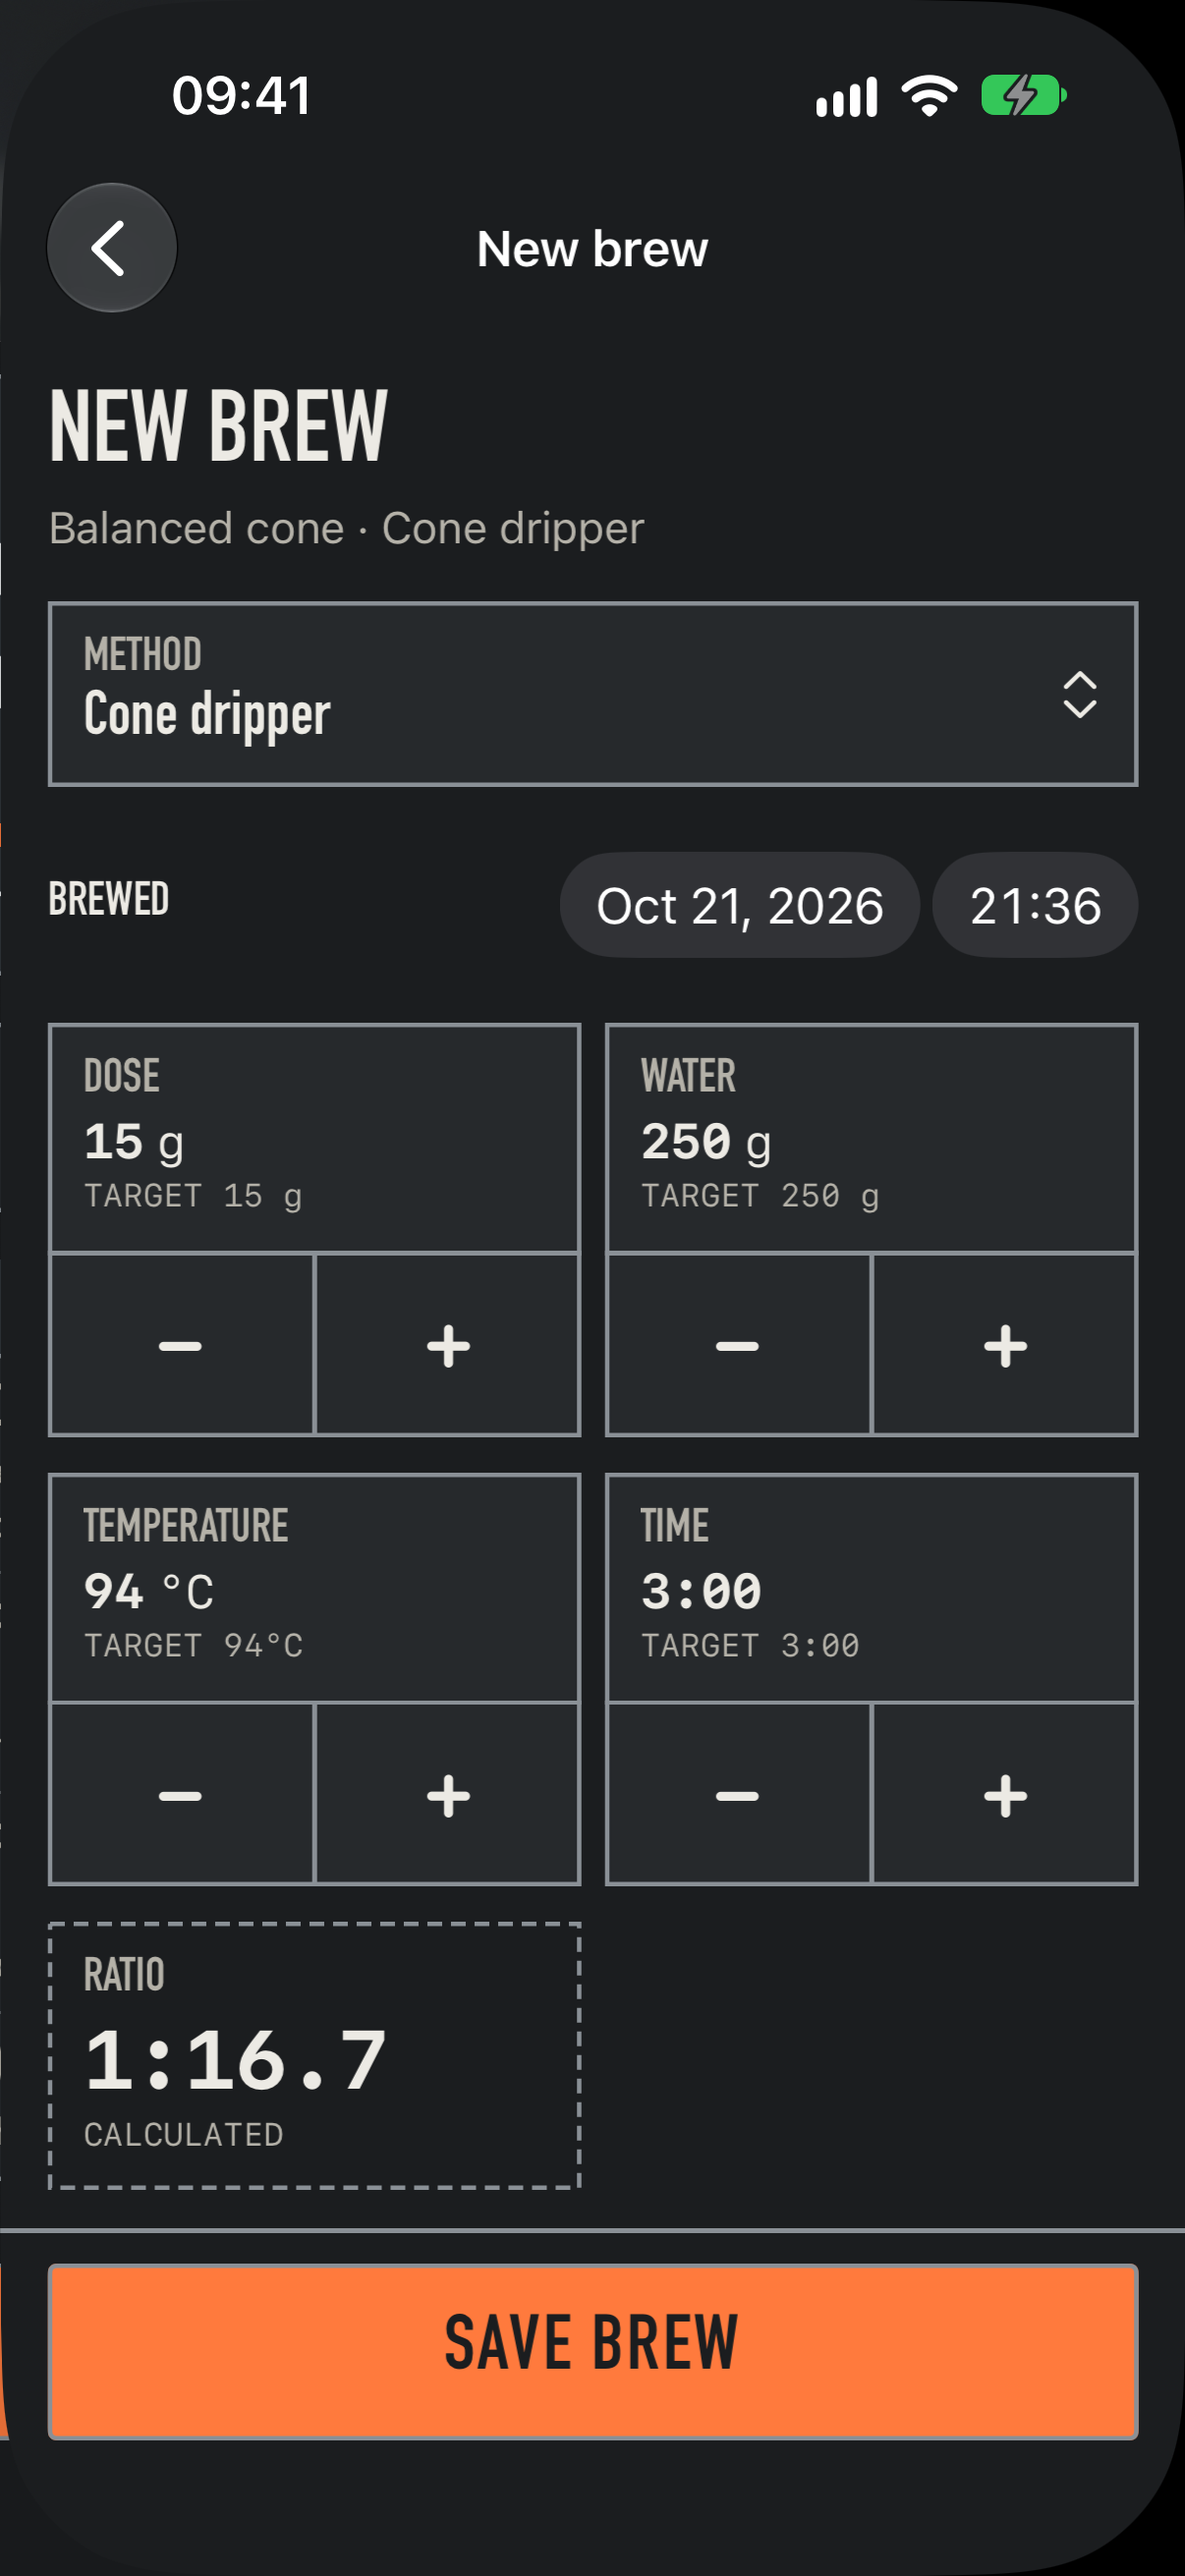 09:41
New brew
NEW BREW
Balanced cone · Cone dripper
METHOD
Cone dripper
BREWED
Oct 21, 2026
21:36
DOSE
15 g
TARGET 15 g
− +
WATER
250 g
TARGET 250 g
− +
TEMPERATURE
94 °C
TARGET 94°C
− +
TIME
3:00
TARGET 3:00
− +
RATIO
1:16.7
CALCULATED
SAVE BREW